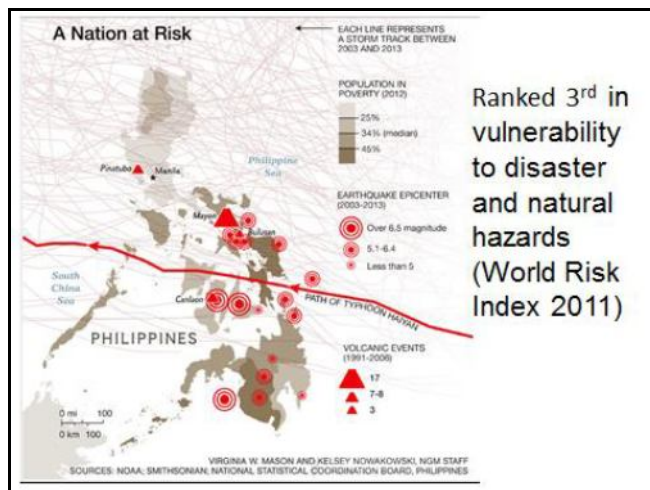 A Nation at Risk
EACH LINE REPRESENTS
A STORM TRACK BETWEEN
2003 AND 2013
POPULATION IN
POVERTY (2012)
25%
34% (median)
45%
Philippine
Sea
Pinatubo
Manila
EARTHQUAKE EPICENTER
(2003-2013)
Over 6.5 magnitude
5.1-6.4
Less than 5
Mayon
Bulusan
South
China
Sea
Canlaon
PATH OF TYPHOON HAIYAN
PHILIPPINES
VOLCANIC EVENTS
(1991-2006)
17
7-8
3
0 mi 100
0 km 100
VIRGINIA W. MASON AND KELSEY NOWAKOWSKI, NGM STAFF
SOURCES: NOAA; SMITHSONIAN; NATIONAL STATISTICAL COORDINATION BOARD, PHILIPPINES
Ranked 3rd in
vulnerability
to disaster
and natural
hazards
(World Risk
Index 2011)